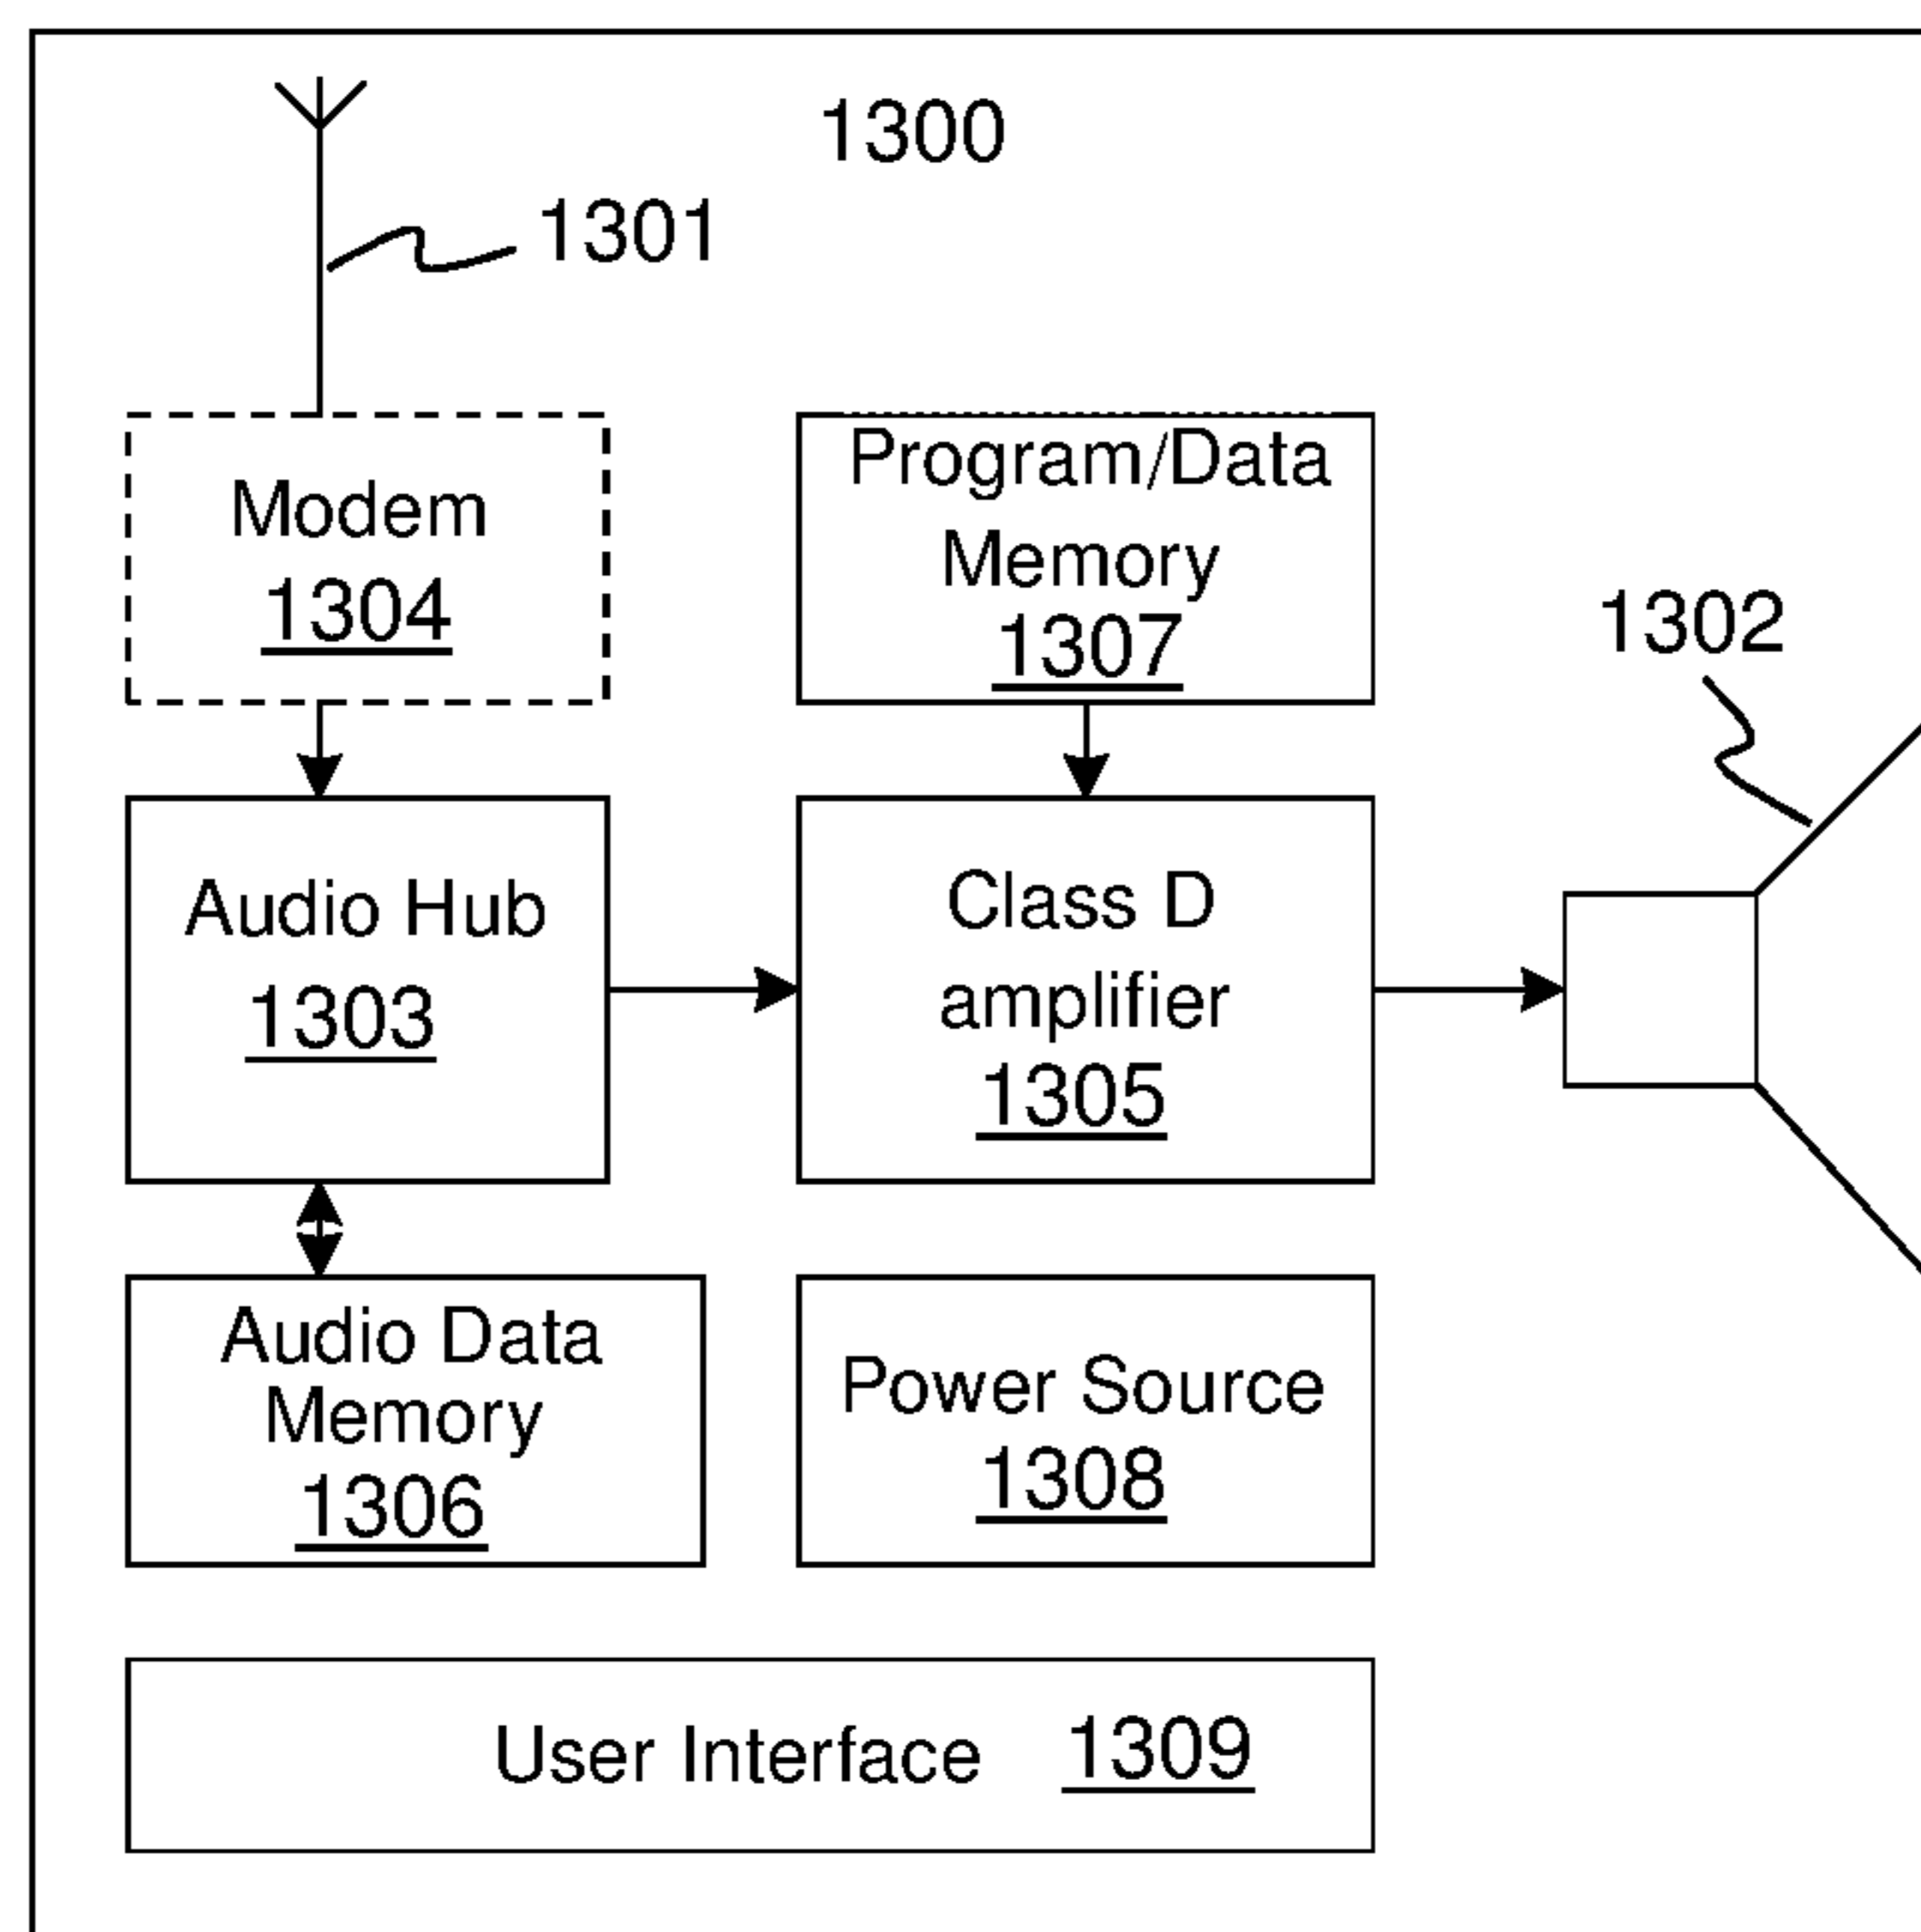 1300
1301
Modem
1304
Program/Data
Memory
1307
1302
Audio Hub
1303
Class D
amplifier
1305
Audio Data
Memory
1306
Power Source
1308
User Interface 1309